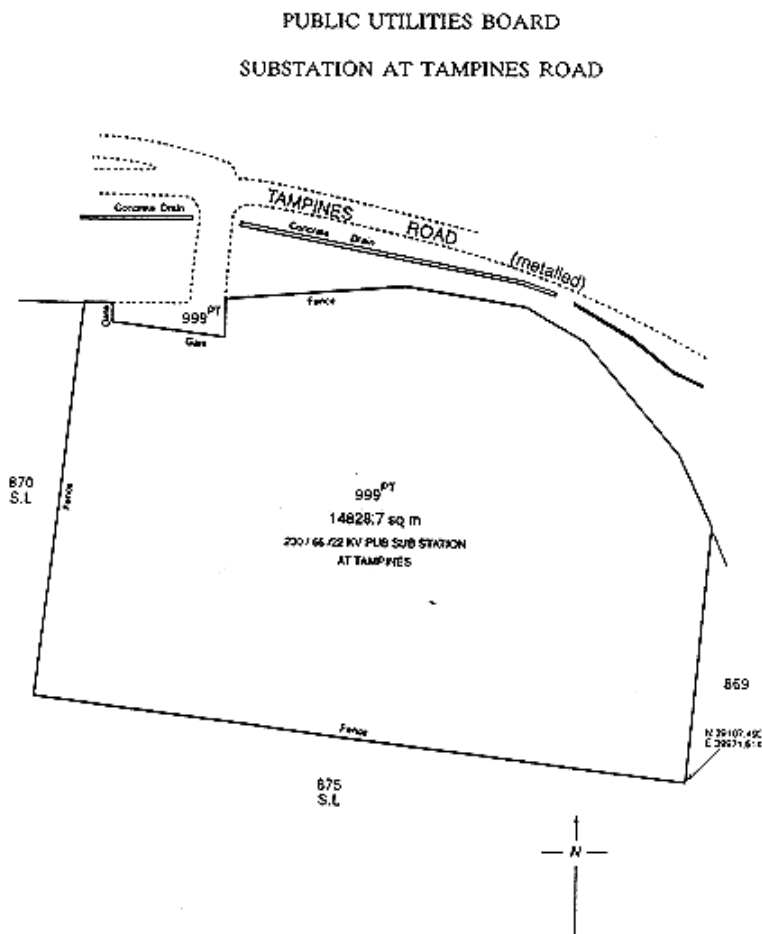 PUBLIC UTILITIES BOARD
SUBSTATION AT TAMPINES ROAD
TAMPINES ROAD (metalled)
Concrete Drain
Concrete Drain
Fence
999PT
Gate
Fence
870
S.L
999PT
14828.7 sq m
230 / 66 /22 KV PUB SUB STATION
AT TAMPINES
869
Fence
875
S.L
N